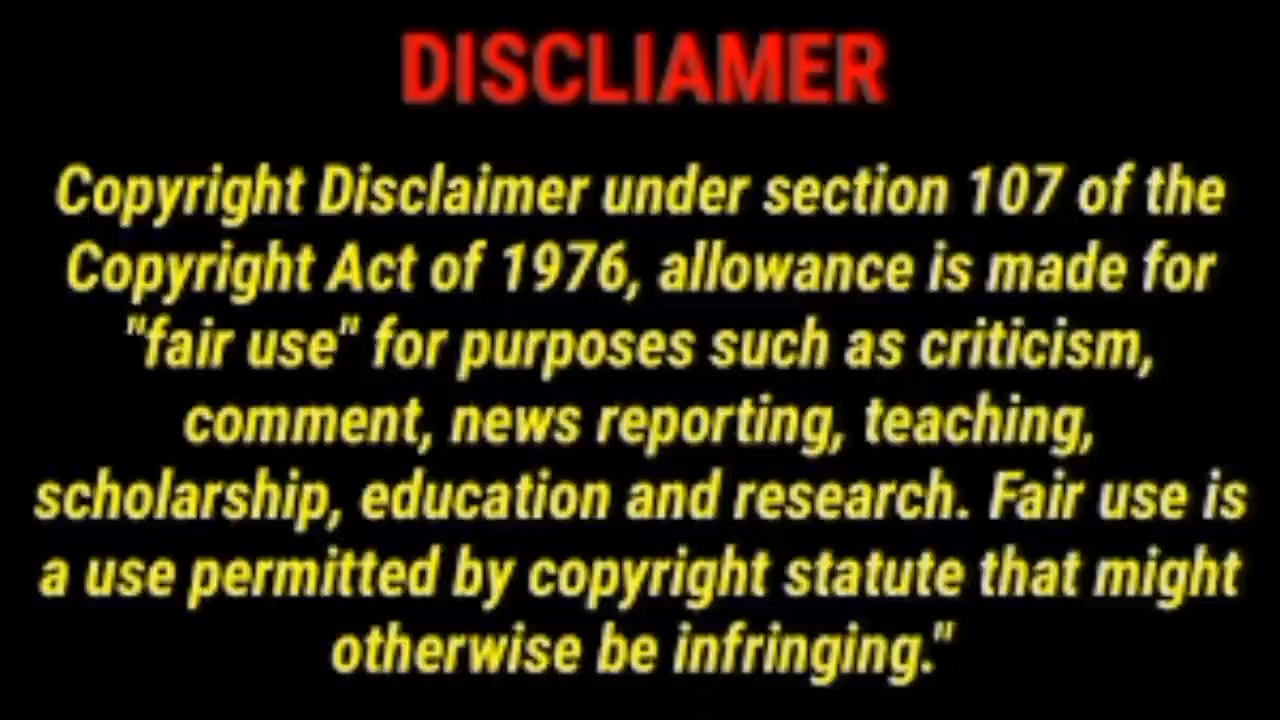 DISCLIAMER
Copyright Disclaimer under section 107 of the
Copyright Act of 1976, allowance is made for
"fair use" for purposes such as criticism,
comment, news reporting, teaching,
scholarship, education and research. Fair use is
a use permitted by copyright statute that might
otherwise be infringing."